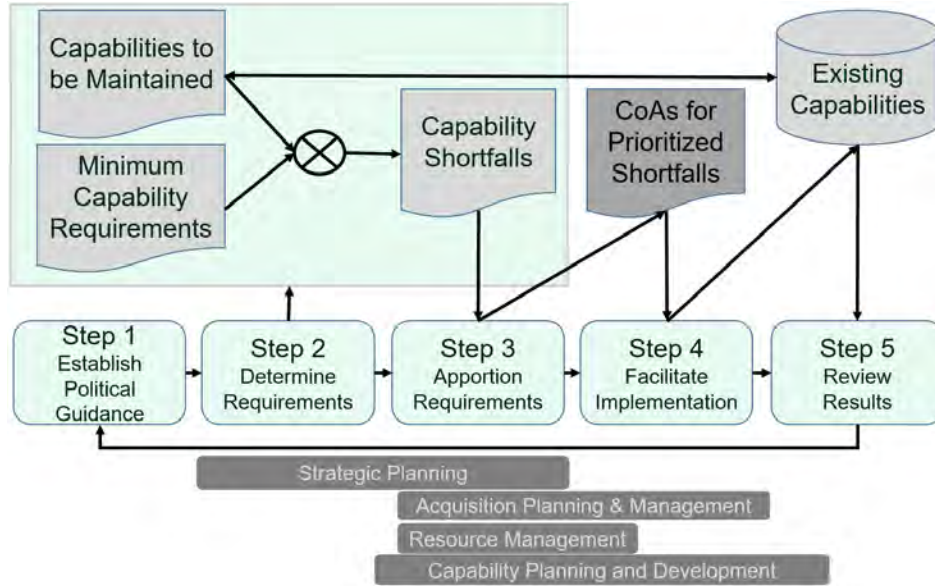 Capabilities to
be Maintained
Existing
Capabilities
Capability
Shortfalls
CoAs for
Prioritized
Shortfalls
Minimum
Capability
Requirements
Step 1
Establish
Political
Guidance
Step 2
Determine
Requirements
Step 3
Apportion
Requirements
Step 4
Facilitate
Implementation
Step 5
Review
Results
Strategic Planning
Acquisition Planning & Management
Resource Management
Capability Planning and Development